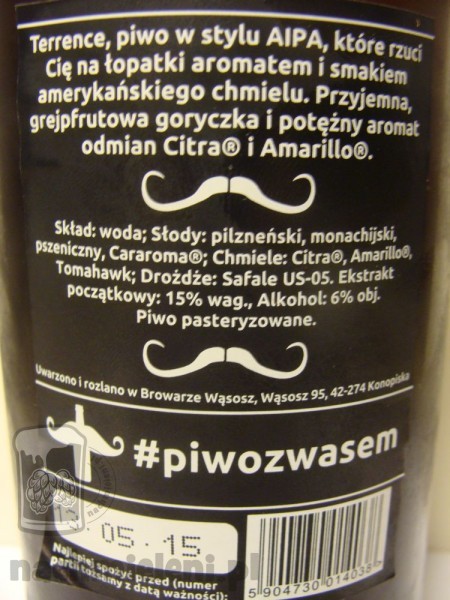 Terrence, piwo w stylu AIPA, które rzuci
Cię na łopatki aromatem i smakiem
amerykańskiego chmielu. Przyjemna,
grejpfrutowa goryczka i potężny aromat
odmian Citra® i Amarillo®.
Skład: woda; Słody: pilzneński, monachijski,
pszeniczny, Cararoma®; Chmiele: Citra®, Amarillo®,
Tomahawk; Drożdże: Safale US-05. Ekstrakt
początkowy: 15% wag., Alkohol: 6% obj.
Piwo pasteryzowane.
Uwarzono i rozlano w Browarze Wąsosz, Wąsosz 95, 42-274 Konopiska
#piwozwasem
05 · 15
Najlepiej spożyć przed (numer
partii tożsamy z datą ważności):
5 904730 014038